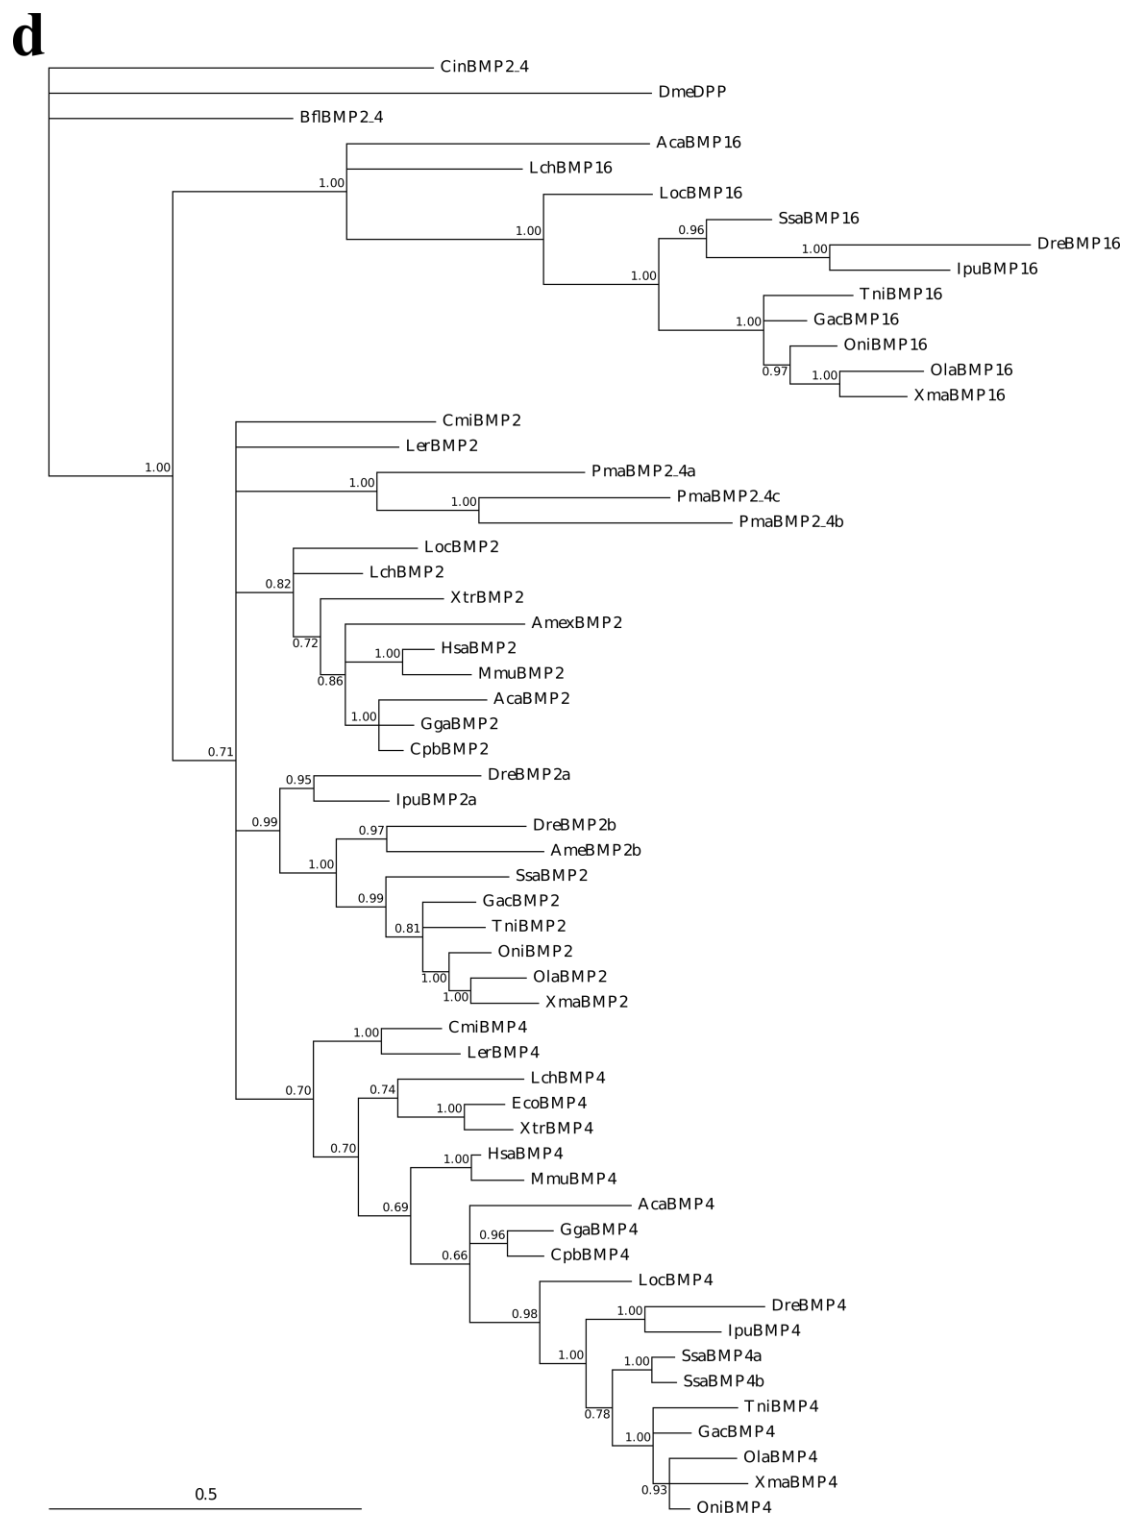 d
CinBMP2_4
DmeDPP
BflBMP2_4
AcaBMP16
LchBMP16
1.00
LocBMP16
SsaBMP16
0.96
1.00
DreBMP16
1.00
IpuBMP16
1.00
TniBMP16
1.00
GacBMP16
OniBMP16
0.97
OlaBMP16
1.00
XmaBMP16
CmiBMP2
LerBMP2
1.00
PmaBMP2_4a
1.00
PmaBMP2_4c
1.00
PmaBMP2_4b
LocBMP2
LchBMP2
0.82
XtrBMP2
0.72
AmexBMP2
HsaBMP2
1.00
MmuBMP2
0.86
AcaBMP2
1.00
GgaBMP2
CpbBMP2
0.71
DreBMP2a
0.95
IpuBMP2a
0.99
DreBMP2b
0.97
AmeBMP2b
1.00
SsaBMP2
0.99
GacBMP2
0.81
TniBMP2
OniBMP2
1.00
OlaBMP2
1.00
XmaBMP2
CmiBMP4
1.00
LerBMP4
LchBMP4
0.74
0.70
EcoBMP4
1.00
XtrBMP4
0.70
HsaBMP4
1.00
MmuBMP4
0.69
AcaBMP4
GgaBMP4
0.96
CpbBMP4
0.66
LocBMP4
0.98
DreBMP4
1.00
IpuBMP4
1.00
SsaBMP4a
1.00
SsaBMP4b
0.78
TniBMP4
GacBMP4
1.00
OlaBMP4
XmaBMP4
0.93
OniBMP4
0.5